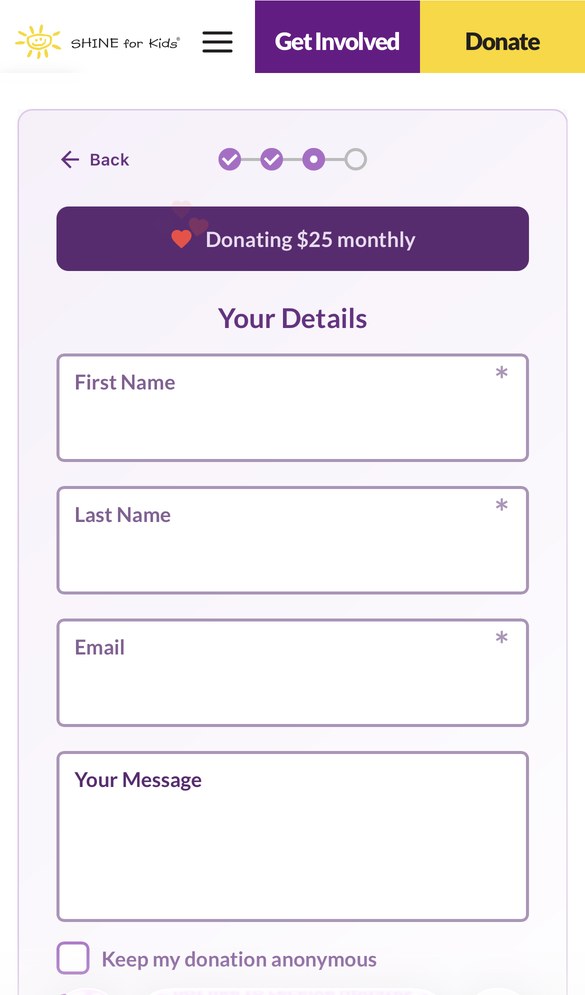 SHINE for Kids
Get Involved
Donate
Back
Donating $25 monthly
Your Details
First Name *
Last Name *
Email *
Your Message
Keep my donation anonymous